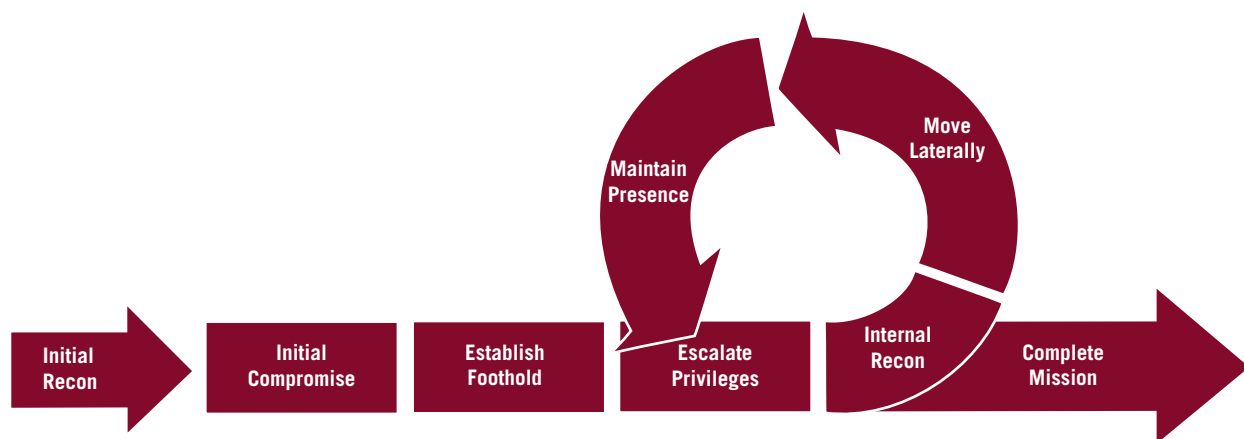 Maintain
Presence
Move
Laterally
Initial
Recon
Initial
Compromise
Establish
Foothold
Escalate
Privileges
Internal
Recon
Complete
Mission